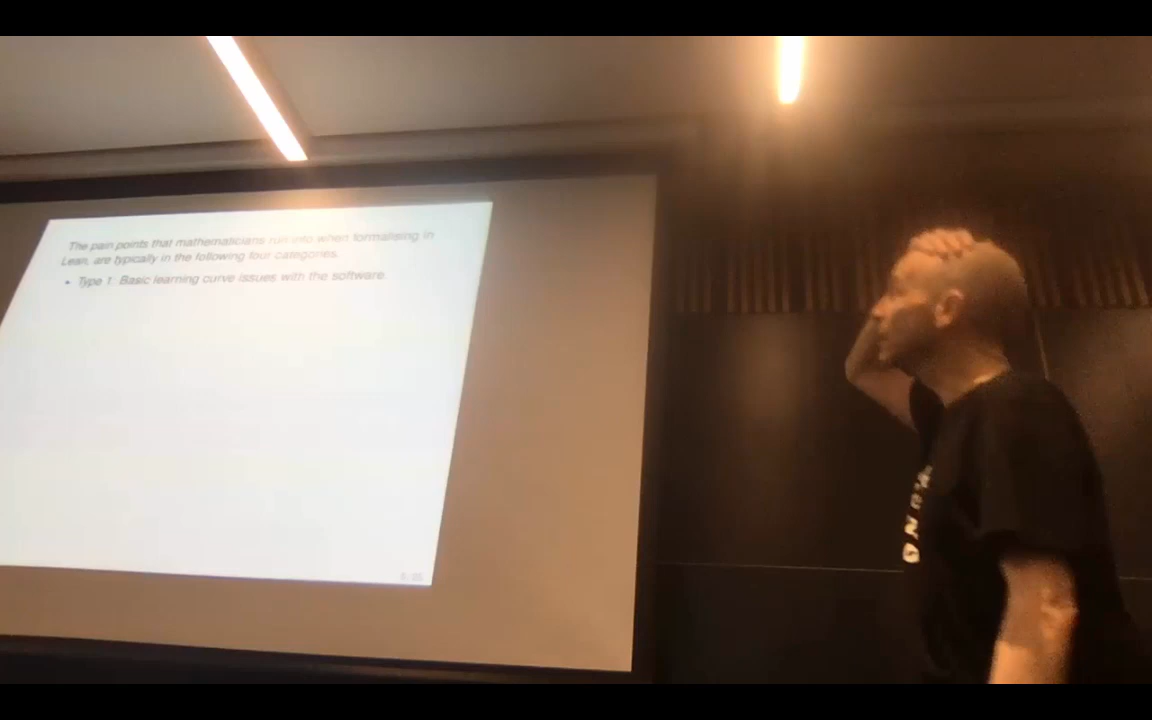 The pain points that mathematicians run into when formalising in
Lean, are typically in the following four categories.
• Type 1: Basic learning curve issues with the software.